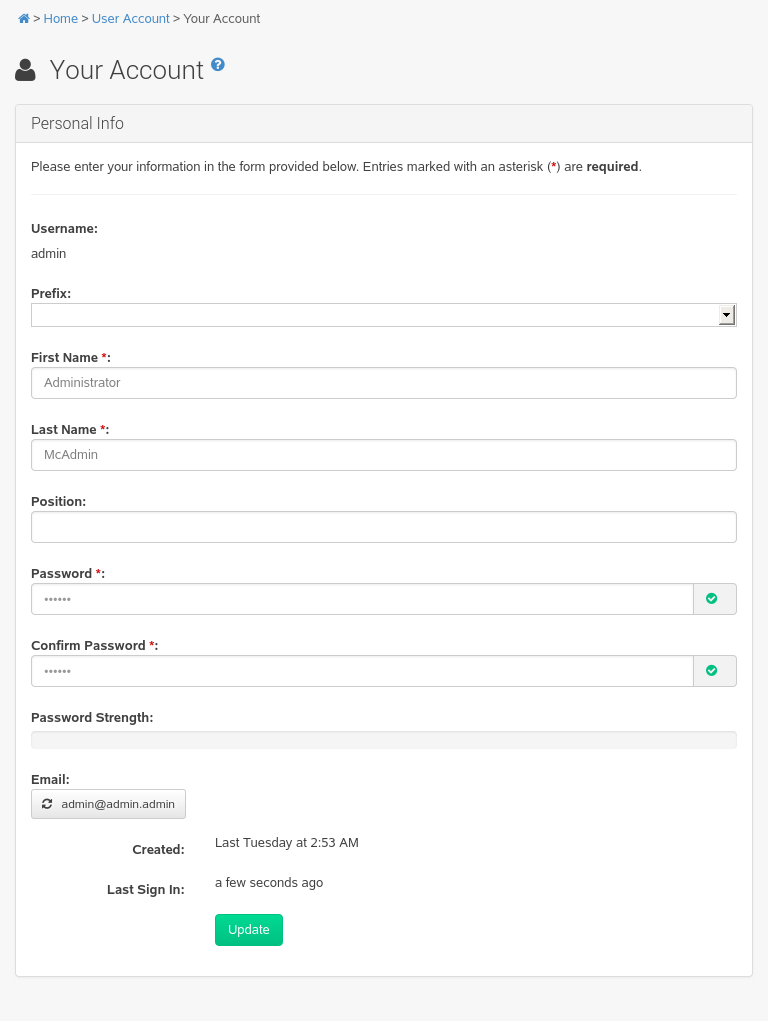 > Home > User Account > Your Account
Your Account ?
Personal Info
Please enter your information in the form provided below. Entries marked with an asterisk (*) are required.
Username:
admin
Prefix:
First Name *:
Administrator
Last Name *:
McAdmin
Position:
Password *:
••••••
Confirm Password *:
••••••
Password Strength:
Email:
admin@admin.admin
Created: Last Tuesday at 2:53 AM
Last Sign In: a few seconds ago
Update